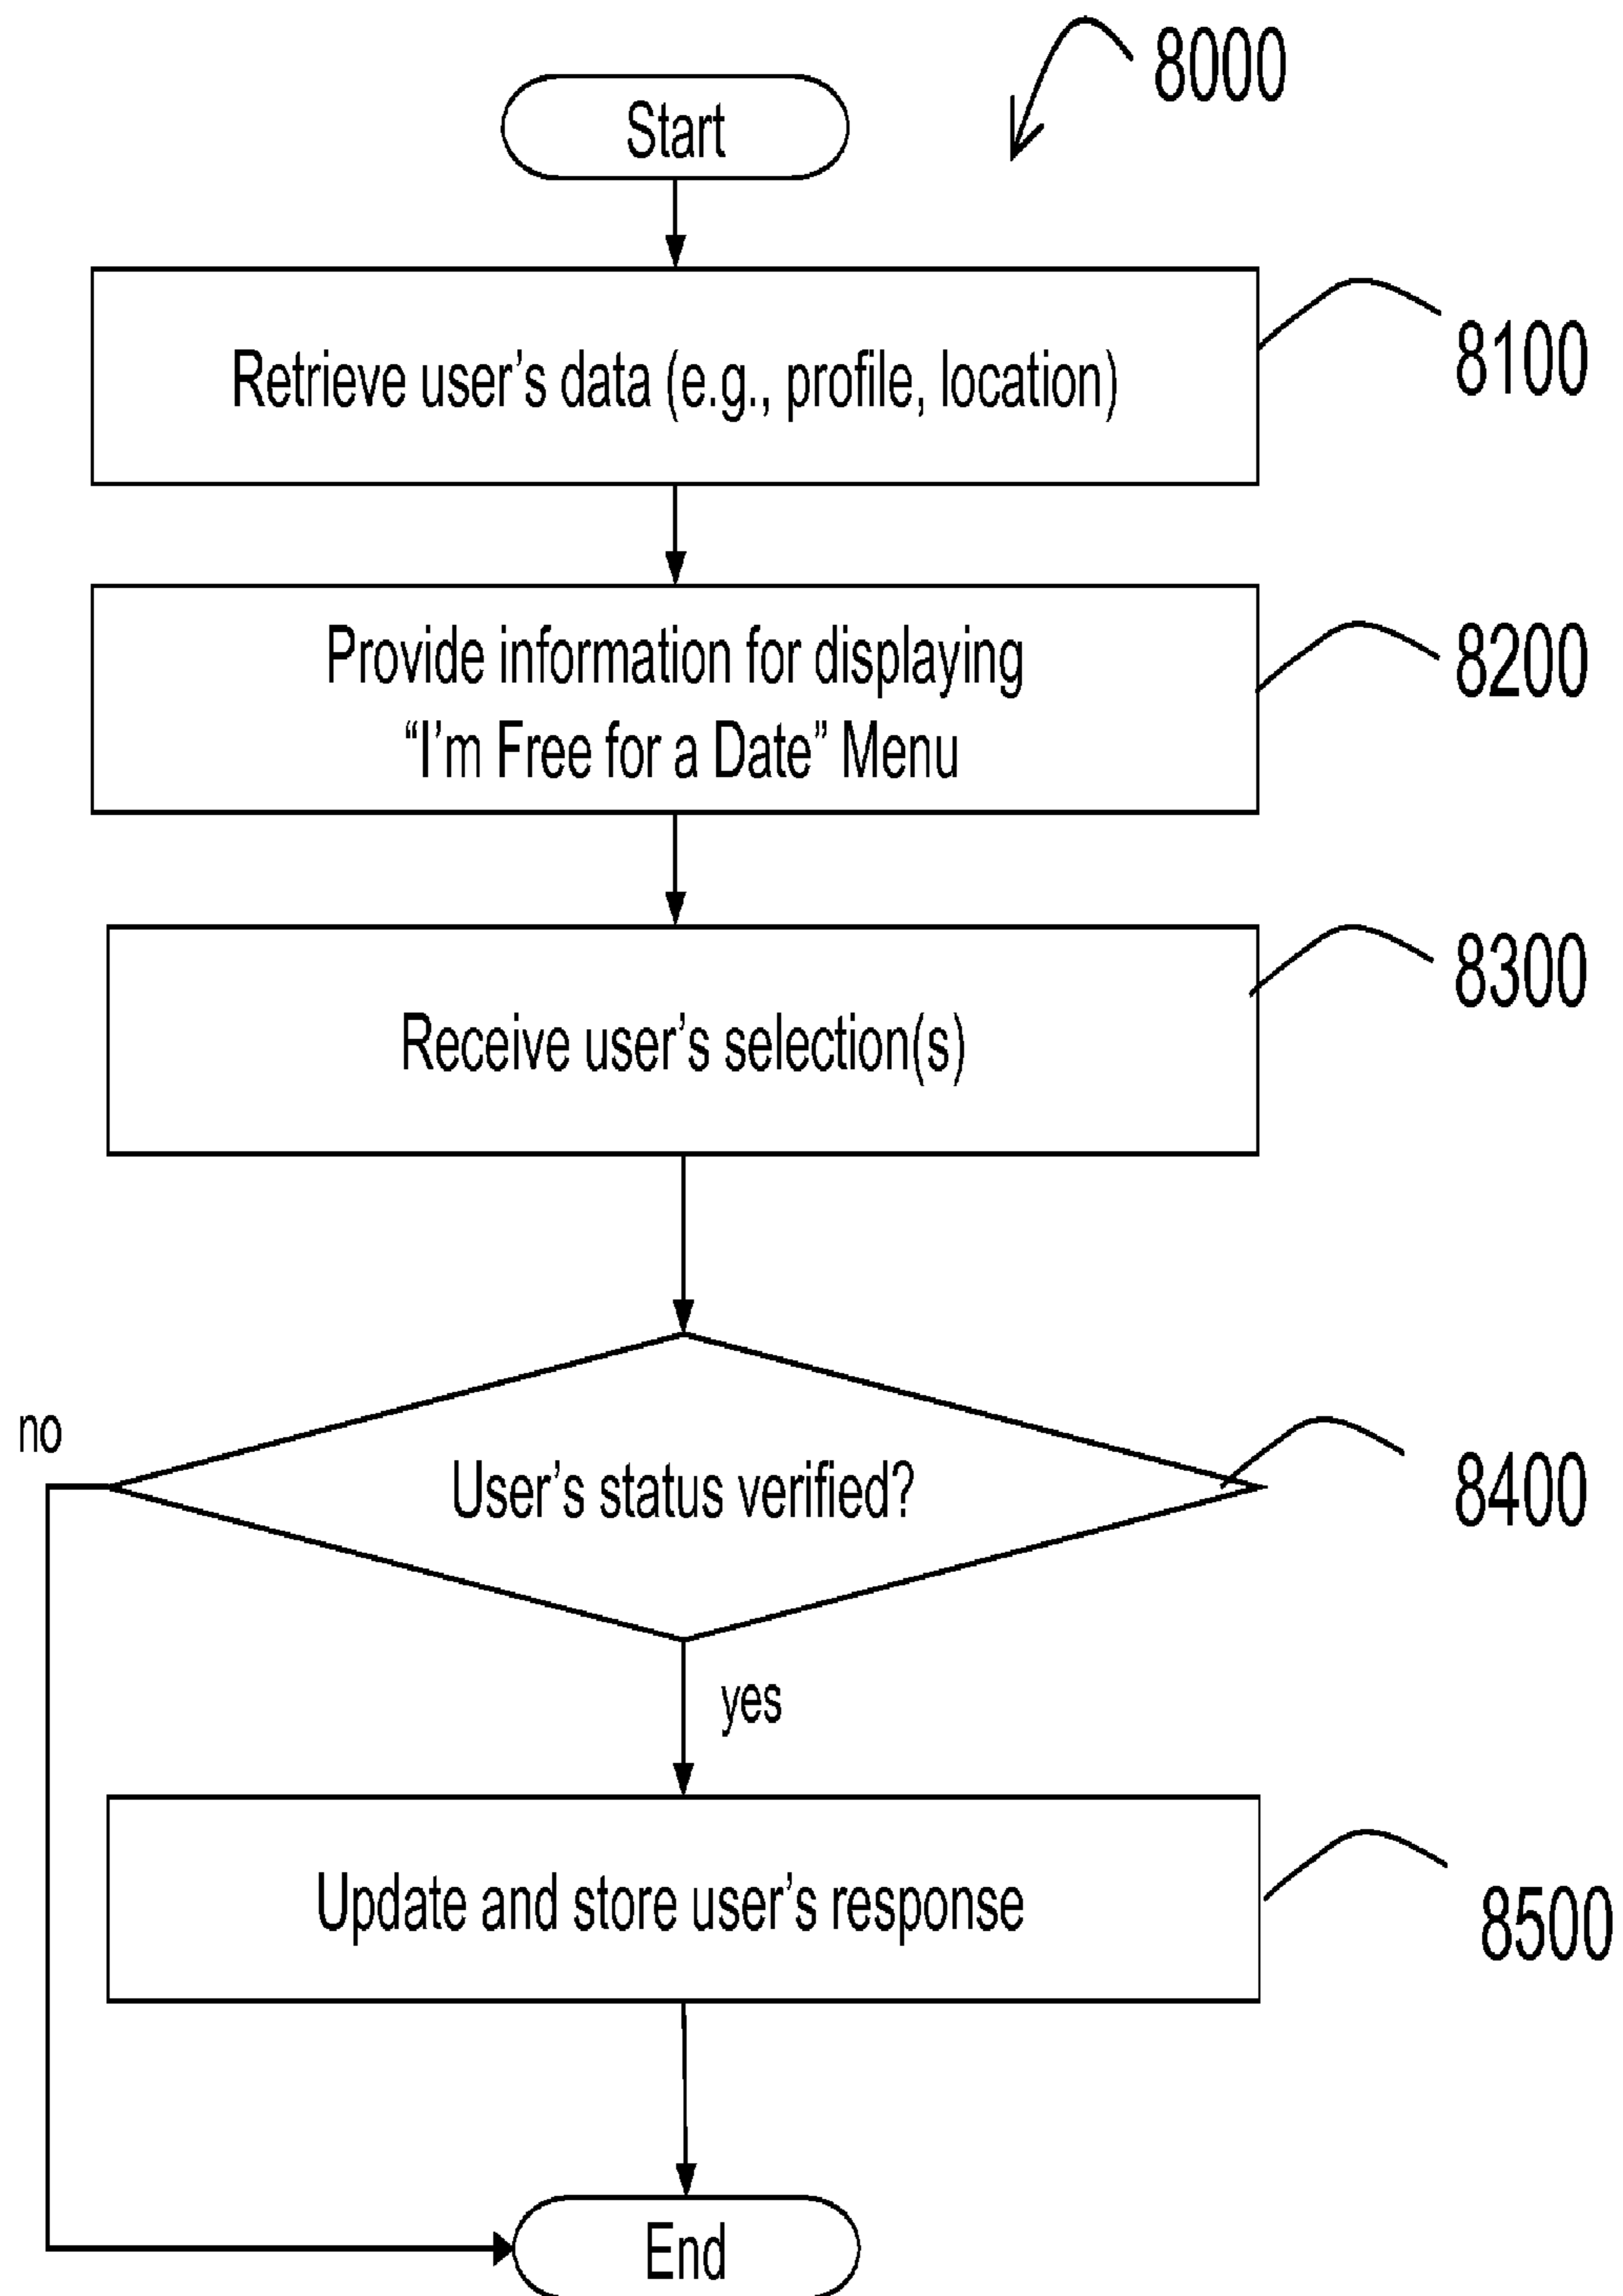 8000
Start
Retrieve user’s data (e.g., profile, location)
8100
Provide information for displaying
“I’m Free for a Date” Menu
8200
Receive user’s selection(s)
8300
no
User’s status verified?
8400
yes
Update and store user’s response
8500
End